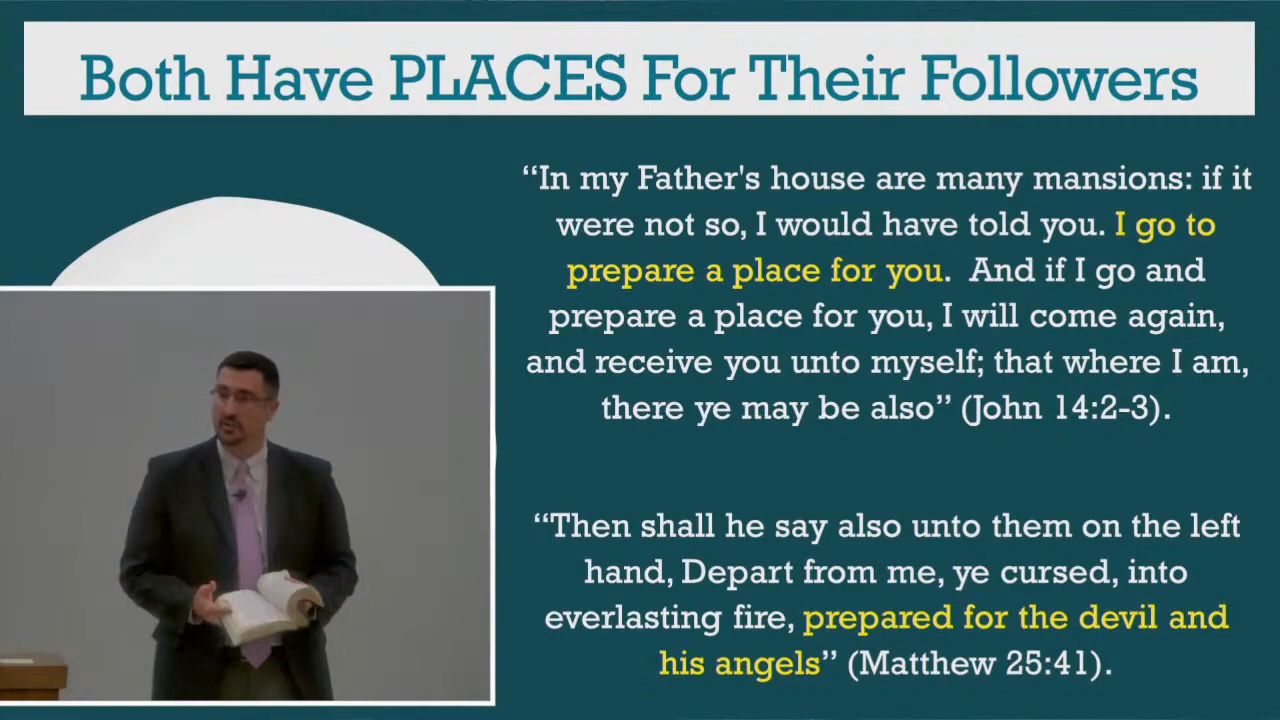 Both Have PLACES For Their Followers
“In my Father's house are many mansions: if it
were not so, I would have told you. I go to
prepare a place for you.  And if I go and
prepare a place for you, I will come again,
and receive you unto myself; that where I am,
there ye may be also” (John 14:2-3).
“Then shall he say also unto them on the left
hand, Depart from me, ye cursed, into
everlasting fire, prepared for the devil and
his angels” (Matthew 25:41).